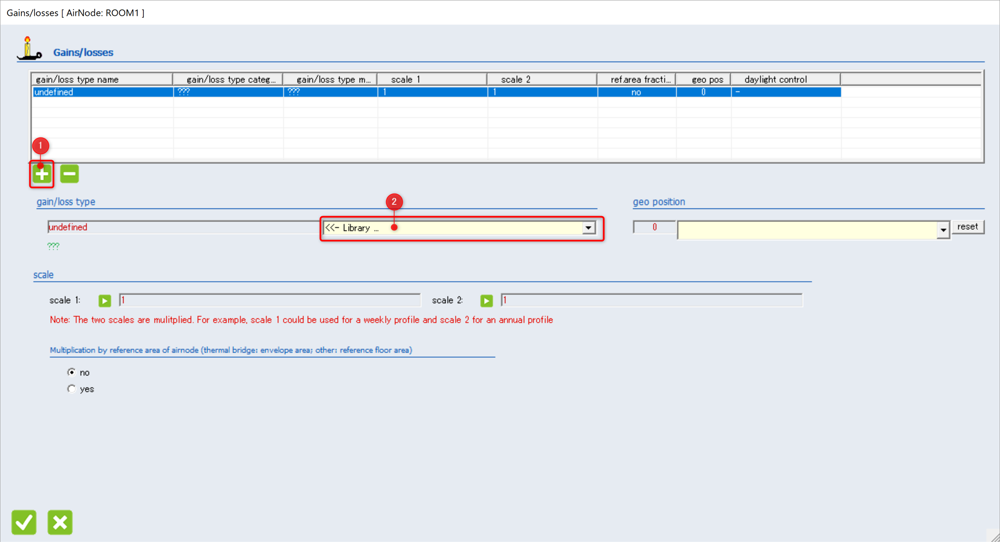 Gains/losses [ AirNode: ROOM1 ]
Gains/losses
gain/loss type name gain/loss type categ... gain/loss type m... scale 1 scale 2 ref.area fracti... geo pos daylight control
undefined ??? ??? 1 1 no 0 -
1
gain/loss type
2
geo position
undefined
<<- Library ...
0
reset
???
scale
scale 1: 1 scale 2: 1
Note: The two scales are mulitplied. For example, scale 1 could be used for a weekly profile and scale 2 for an annual profile
Multiplication by reference area of airnode (thermal bridge: envelope area; other: reference floor area)
no
yes